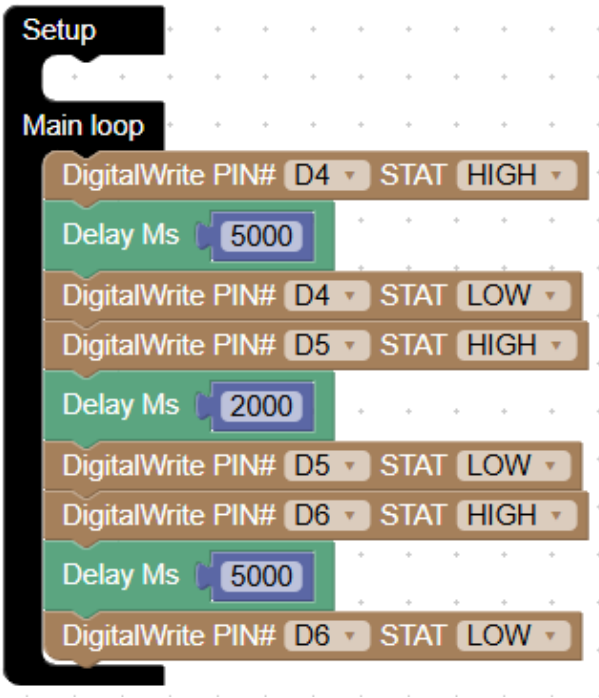 Setup
Main loop
DigitalWrite PIN# D4 STAT HIGH
Delay Ms 5000
DigitalWrite PIN# D4 STAT LOW
DigitalWrite PIN# D5 STAT HIGH
Delay Ms 2000
DigitalWrite PIN# D5 STAT LOW
DigitalWrite PIN# D6 STAT HIGH
Delay Ms 5000
DigitalWrite PIN# D6 STAT LOW